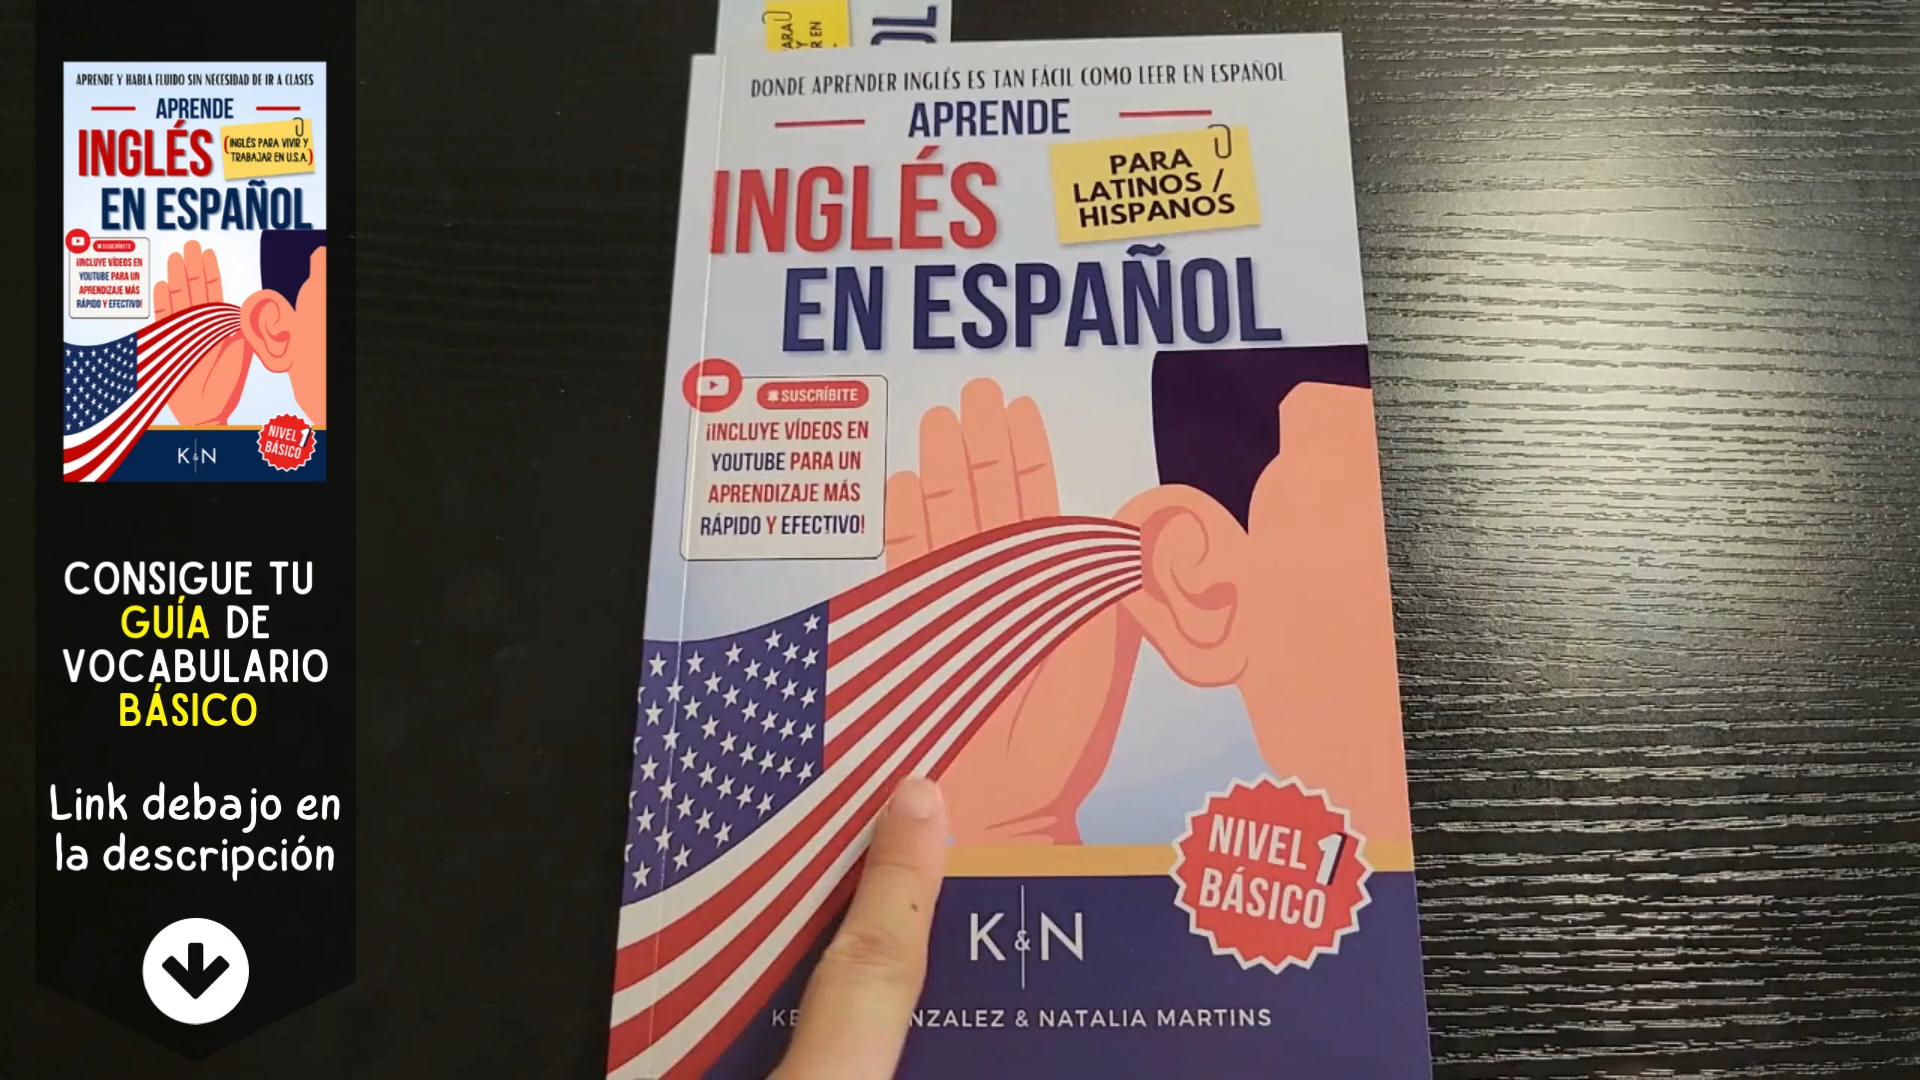 APRENDE Y HABLA FLUIDO SIN NECESIDAD DE IR A CLASES
APRENDE
INGLÉS
(INGLÉS PARA VIVIR Y
TRABAJAR EN U.S.A.)
EN ESPAÑOL
SUSCRÍBITE
¡INCLUYE VÍDEOS EN
YOUTUBE PARA UN
APRENDIZAJE MÁS
RÁPIDO Y EFECTIVO!
NIVEL 1
BÁSICO
K&N
CONSIGUE TU
GUÍA DE
VOCABULARIO
BÁSICO
Link debajo en
la descripción
DONDE APRENDER INGLÉS ES TAN FÁCIL COMO LEER EN ESPAÑOL
APRENDE
INGLÉS
PARA
LATINOS /
HISPANOS
EN ESPAÑOL
SUSCRÍBITE
¡INCLUYE VÍDEOS EN
YOUTUBE PARA UN
APRENDIZAJE MÁS
RÁPIDO Y EFECTIVO!
NIVEL 1
BÁSICO
K&N
& NATALIA MARTINS